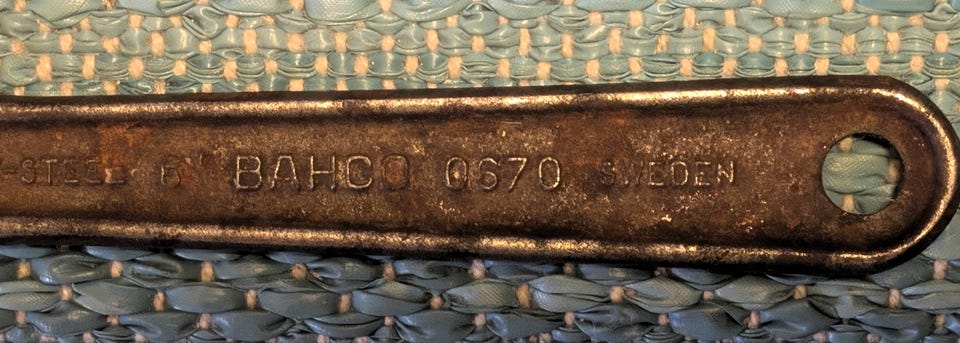 -STEEL 6" BAHCO 0670 SWEDEN